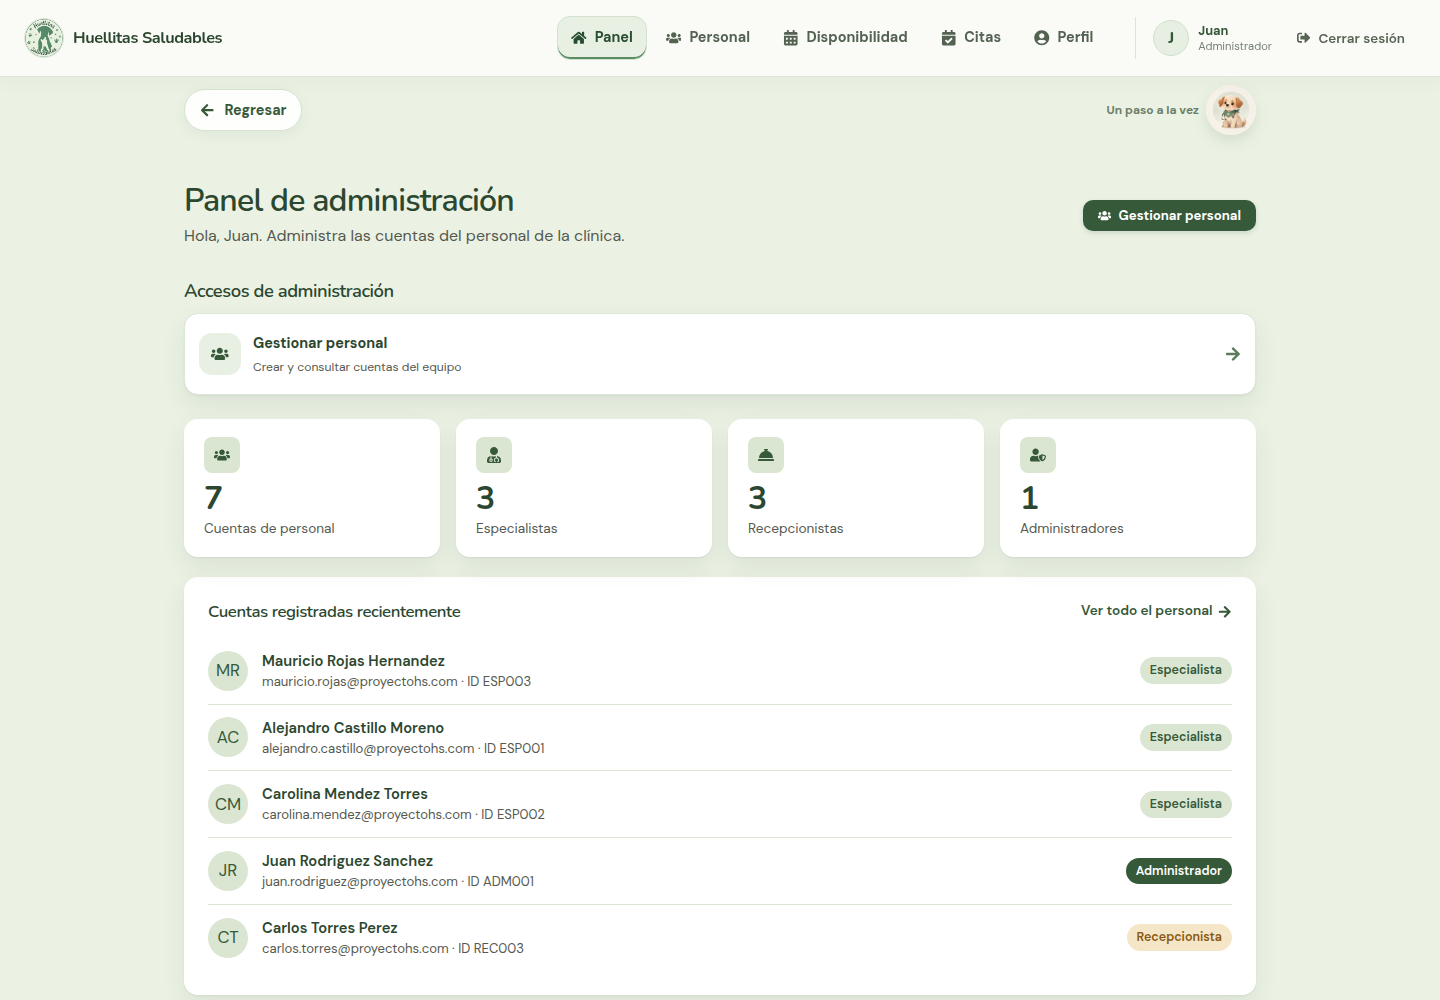 Huellitas Saludables
Panel
Personal
Disponibilidad
Citas
Perfil
J
Juan
Administrador
Cerrar sesión
Regresar
Un paso a la vez
Panel de administración
Hola, Juan. Administra las cuentas del personal de la clínica.
Gestionar personal
Accesos de administración
Gestionar personal
Crear y consultar cuentas del equipo
7
Cuentas de personal
3
Especialistas
3
Recepcionistas
1
Administradores
Cuentas registradas recientemente
Ver todo el personal
MR
Mauricio Rojas Hernandez
mauricio.rojas@proyectohs.com · ID ESP003
Especialista
AC
Alejandro Castillo Moreno
alejandro.castillo@proyectohs.com · ID ESP001
Especialista
CM
Carolina Mendez Torres
carolina.mendez@proyectohs.com · ID ESP002
Especialista
JR
Juan Rodriguez Sanchez
juan.rodriguez@proyectohs.com · ID ADM001
Administrador
CT
Carlos Torres Perez
carlos.torres@proyectohs.com · ID REC003
Recepcionista